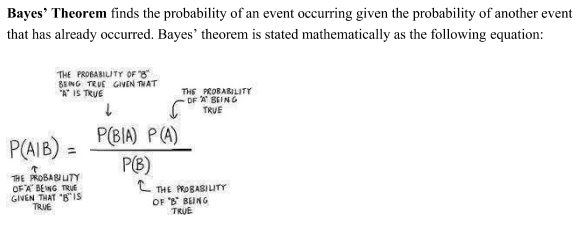 Bayes’ Theorem finds the probability of an event occurring given the probability of another event
that has already occurred. Bayes’ theorem is stated mathematically as the following equation:
THE PROBABILITY OF "B"
BEING TRUE GIVEN THAT
"A" IS TRUE
THE PROBABILITY
OF "A" BEING
TRUE
P(A|B) = P(B|A) P(A)
P(B)
THE PROBABILITY
OF "A" BEING TRUE
GIVEN THAT "B" IS
TRUE
THE PROBABILITY
OF "B" BEING
TRUE